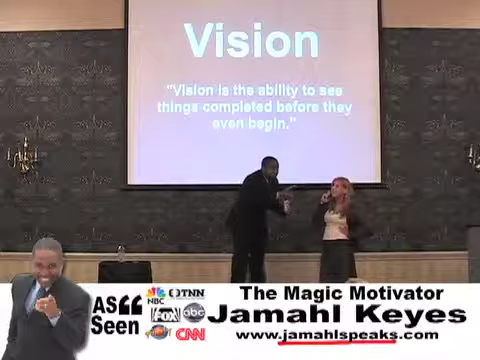 Vision
"Vision is the ability to see
things completed before they
even begin."
The Magic Motivator
AS
Seen
NBC
TNN
FOX
abc
CNN
Jamahl Keyes
www.jamahlspeaks.com